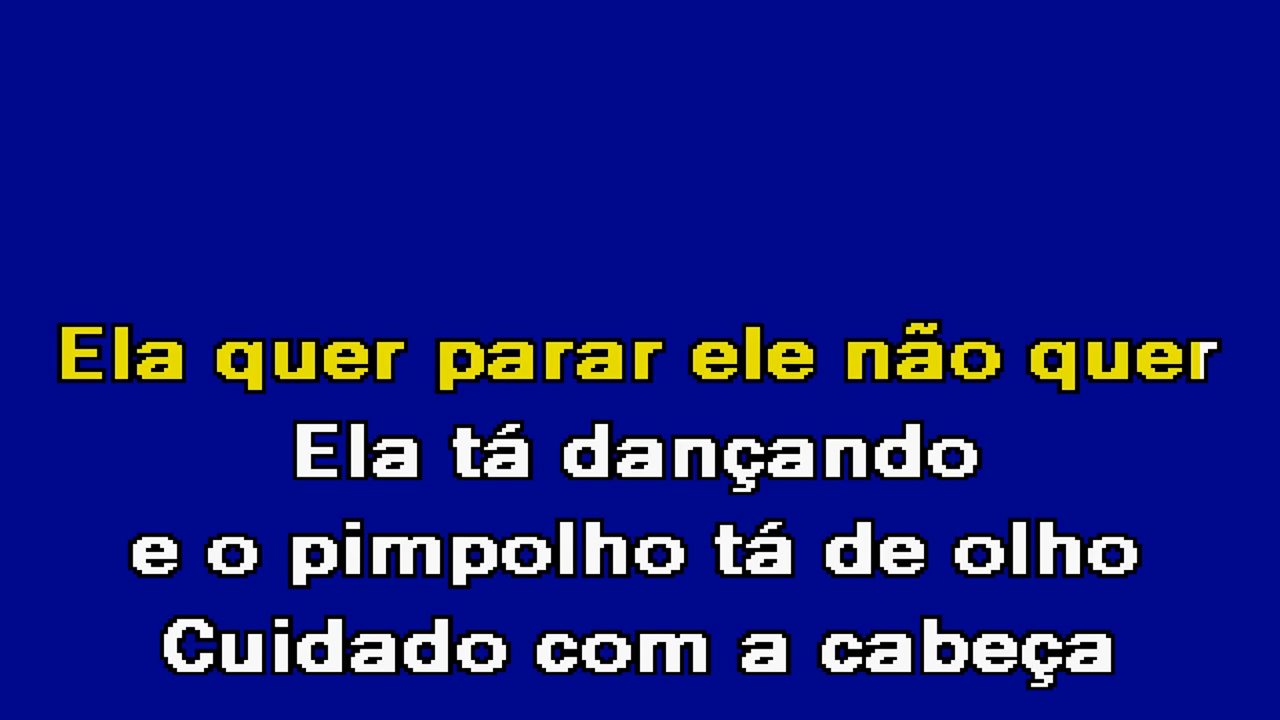 Ela quer parar ele não quer
Ela tá dançando
e o pimpolho tá de olho
Cuidado com a cabeça